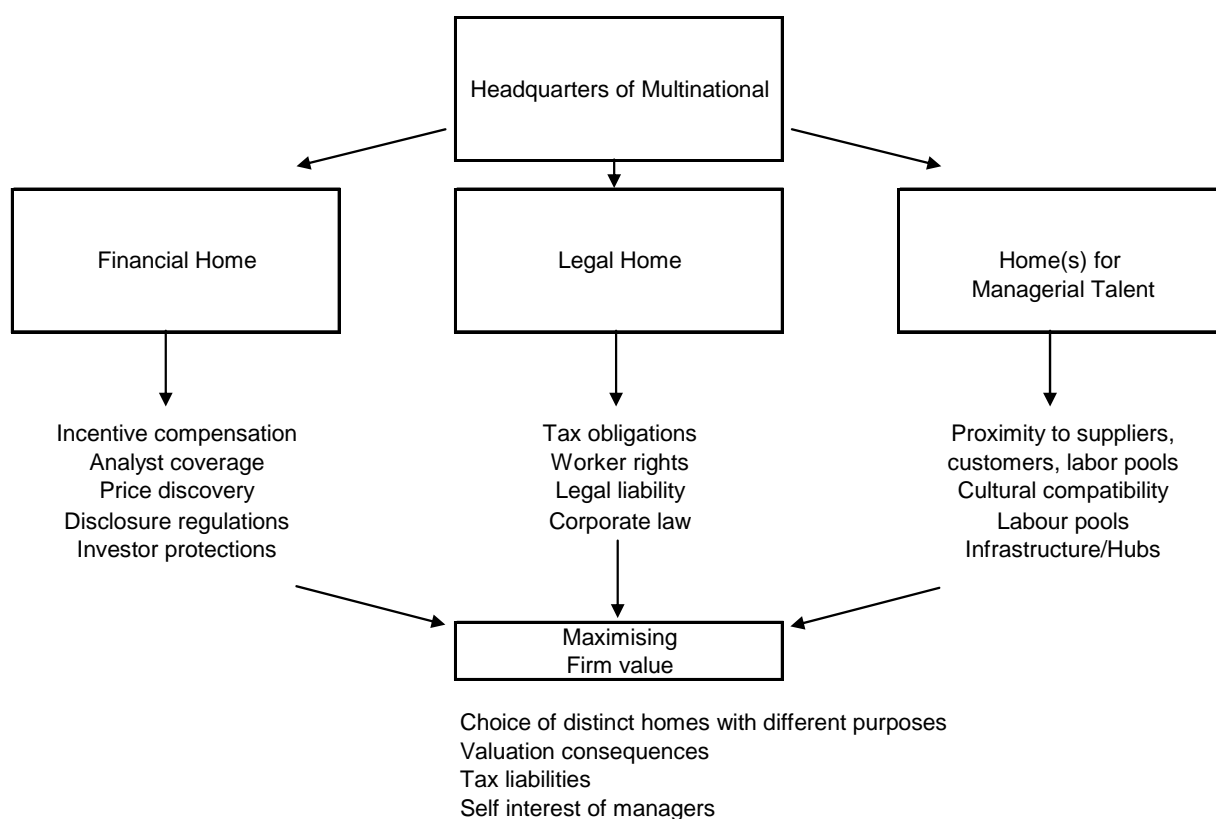 Headquarters of Multinational
Financial Home
Legal Home
Home(s) for
Managerial Talent
Incentive compensation
Analyst coverage
Price discovery
Disclosure regulations
Investor protections
Tax obligations
Worker rights
Legal liability
Corporate law
Proximity to suppliers,
customers, labor pools
Cultural compatibility
Labour pools
Infrastructure/Hubs
Maximising
Firm value
Choice of distinct homes with different purposes
Valuation consequences
Tax liabilities
Self interest of managers